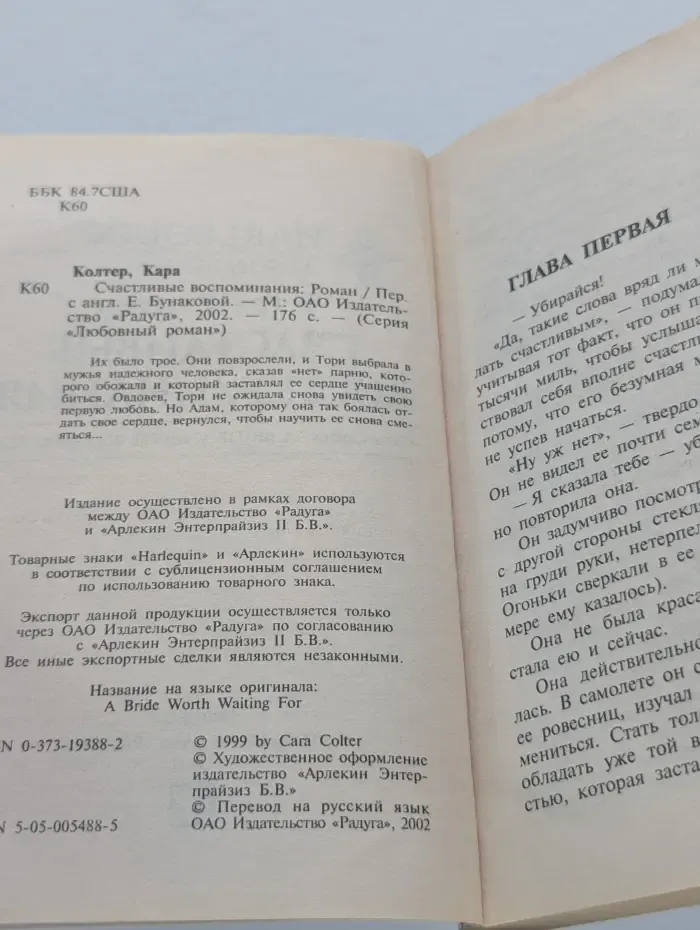 ББК 84.7США
К60
Колтер, Кара
К60 Счастливые воспоминания: Роман / Пер.
с англ. Е. Бунаковой. — М.: ОАО Издатель-
ство «Радуга», 2002. — 176 с. — (Серия
«Любовный роман»)
Их было трое. Они повзрослели, и Тори выбрала в
мужья надежного человека, сказав «нет» парню, кото-
рого обожала и который заставлял ее сердце учащенно
биться. Овдовев, Тори не ожидала снова увидеть свою
первую любовь. Но Адам, которому она так боялась от-
дать свое сердце, вернулся, чтобы научить ее снова сме-
яться...
Издание осуществлено в рамках договора
между ОАО Издательство «Радуга»
и «Арлекин Энтерпрайзиз II Б.В.».
Товарные знаки «Harlequin» и «Арлекин» используются
в соответствии с сублицензионным соглашением
по использованию товарного знака.
Экспорт данной продукции осуществляется только
через ОАО Издательство «Радуга» по согласованию
с «Арлекин Энтерпрайзиз II Б.В.».
Все иные экспортные сделки являются незаконными.
Название на языке оригинала:
A Bride Worth Waiting For
N 0-373-19388-2 © 1999 by Cara Colter
© Художественное оформление
издательство «Арлекин Энтер-
прайзиз Б.В.»
© Перевод на русский язык
N 5-05-005488-5 ОАО Издательство «Радуга», 2002
ГЛАВА ПЕРВАЯ
— Убирайся!
«Да, такие слова вряд ли м
лать счастливым», — подума
учитывая тот факт, что он п
тысячи миль, чтобы услыша
ствовал себя вполне счастли
потому, что его безумная м
не успев начаться.
«Ну уж нет», — твердо
Он не видел ее почти сем
— Я сказала тебе — уб
но повторила она.
Он задумчиво посмотр
с другой стороны стекл
на груди руки, нетерпел
Огоньки сверкали в ее
мере ему казалось).
Она не была краса
стала ею и сейчас.
Она действительно
лась. В самолете он с
ее ровесниц, изучал
мениться. Стать тол
обладать уже той в
стью, которая заста